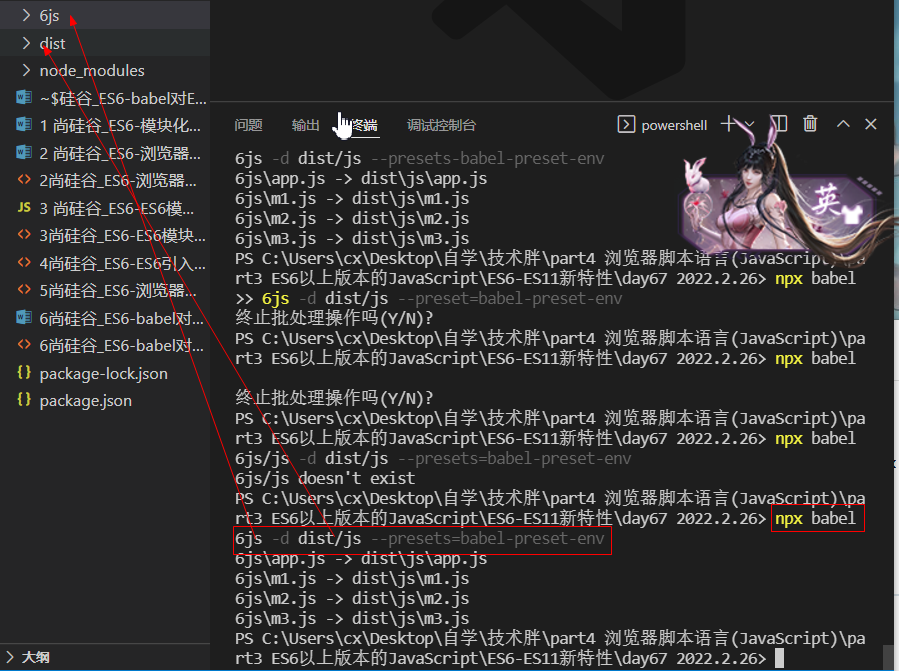 6js
dist
node_modules
~$硅谷_ES6-babel对E...
1 尚硅谷_ES6-模块化...
2 尚硅谷_ES6-浏览器...
2尚硅谷_ES6-浏览器...
JS 3 尚硅谷_ES6-ES6模...
3尚硅谷_ES6-ES6模块...
4尚硅谷_ES6-ES6引入...
5尚硅谷_ES6-浏览器...
6尚硅谷_ES6-babel对...
6尚硅谷_ES6-babel对...
{} package-lock.json
{} package.json
大纲
问题 输出 终端 调试控制台 powershell
英
6js -d dist/js --presets-babel-preset-env
6js\app.js -> dist\js\app.js
6js\m1.js -> dist\js\m1.js
6js\m2.js -> dist\js\m2.js
6js\m3.js -> dist\js\m3.js
PS C:\Users\cx\Desktop\自学\技术胖\part4 浏览器脚本语言(JavaScript)\pa
rt3 ES6以上版本的JavaScript\ES6-ES11新特性\day67 2022.2.26> npx babel
>> 6js -d dist/js --preset=babel-preset-env
终止批处理操作吗(Y/N)?
PS C:\Users\cx\Desktop\自学\技术胖\part4 浏览器脚本语言(JavaScript)\pa
rt3 ES6以上版本的JavaScript\ES6-ES11新特性\day67 2022.2.26> npx babel
终止批处理操作吗(Y/N)?
PS C:\Users\cx\Desktop\自学\技术胖\part4 浏览器脚本语言(JavaScript)\pa
rt3 ES6以上版本的JavaScript\ES6-ES11新特性\day67 2022.2.26> npx babel
6js/js -d dist/js --presets=babel-preset-env
6js/js doesn't exist
PS C:\Users\cx\Desktop\自学\技术胖\part4 浏览器脚本语言(JavaScript)\pa
rt3 ES6以上版本的JavaScript\ES6-ES11新特性\day67 2022.2.26> npx babel
6js -d dist/js --presets=babel-preset-env
6js\app.js -> dist\js\app.js
6js\m1.js -> dist\js\m1.js
6js\m2.js -> dist\js\m2.js
6js\m3.js -> dist\js\m3.js
PS C:\Users\cx\Desktop\自学\技术胖\part4 浏览器脚本语言(JavaScript)\pa
rt3 ES6以上版本的JavaScript\ES6-ES11新特性\day67 2022.2.26>